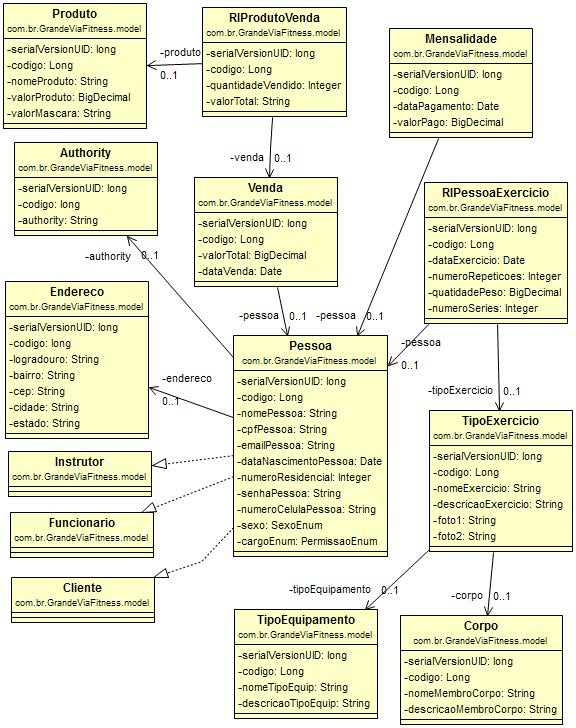 Produto
com.br.GrandeViaFitness.model
-serialVersionUID: long
-codigo: Long
-nomeProduto: String
-valorProduto: BigDecimal
-valorMascara: String
-produto
0..1
RlProdutoVenda
com.br.GrandeViaFitness.model
-serialVersionUID: long
-codigo: Long
-quantidadeVendido: Integer
-valorTotal: String
Mensalidade
com.br.GrandeViaFitness.model
-serialVersionUID: long
-codigo: Long
-dataPagamento: Date
-valorPago: BigDecimal
Authority
com.br.GrandeViaFitness.model
-serialVersionUID: long
-codigo: long
-authority: String
-venda
0..1
Venda
com.br.GrandeViaFitness.model
-serialVersionUID: long
-codigo: Long
-valorTotal: BigDecimal
-dataVenda: Date
RlPessoaExercicio
com.br.GrandeViaFitness.model
-serialVersionUID: long
-codigo: Long
-dataExercicio: Date
-numeroRepeticoes: Integer
-quatidadePeso: BigDecimal
-numeroSeries: Integer
-authority
0..1
Endereco
com.br.GrandeViaFitness.model
-serialVersionUID: long
-codigo: long
-logradouro: String
-bairro: String
-cep: String
-cidade: String
-estado: String
-pessoa
0..1
-pessoa
0..1
-pessoa
0..1
-endereco
0..1
Pessoa
com.br.GrandeViaFitness.model
-serialVersionUID: long
-codigo: Long
-nomePessoa: String
-cpfPessoa: String
-emailPessoa: String
-dataNascimentoPessoa: Date
-numeroResidencial: Integer
-senhaPessoa: String
-numeroCelulaPessoa: String
-sexo: SexoEnum
-cargoEnum: PermissaoEnum
-tipoExercicio
0..1
TipoExercicio
com.br.GrandeViaFitness.model
-serialVersionUID: long
-codigo: Long
-nomeExercicio: String
-descricaoExercicio: String
-foto1: String
-foto2: String
Instrutor
com.br.GrandeViaFitness.model
Funcionario
com.br.GrandeViaFitness.model
Cliente
com.br.GrandeViaFitness.model
-tipoEquipamento
0..1
-corpo
0..1
TipoEquipamento
com.br.GrandeViaFitness.model
-serialVersionUID: long
-codigo: Long
-nomeTipoEquip: String
-descricaoTipoEquip: String
Corpo
com.br.GrandeViaFitness.model
-serialVersionUID: long
-codigo: Long
-nomeMembroCorpo: String
-descricaoMembroCorpo: String